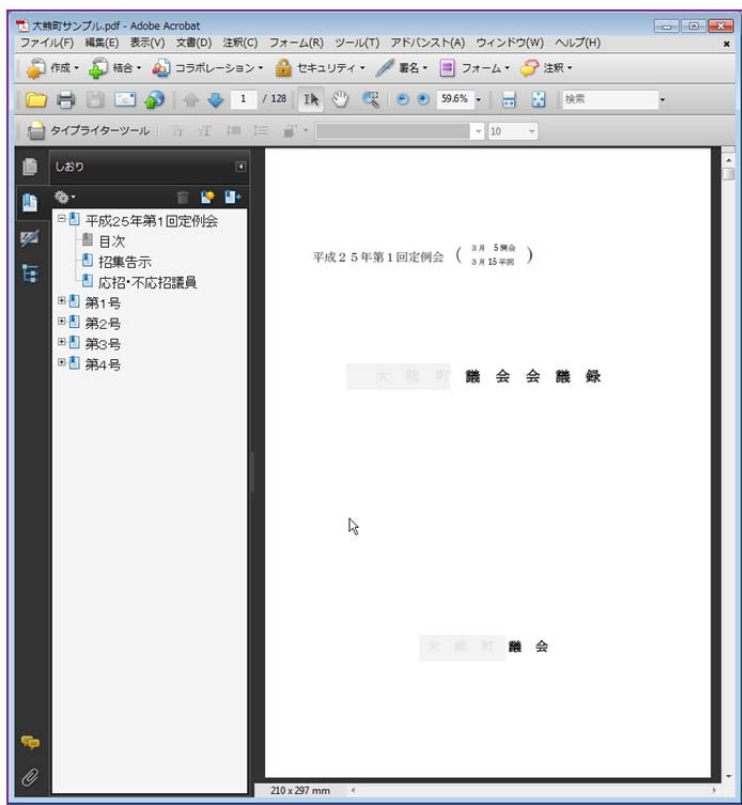 大熊町サンプル.pdf - Adobe Acrobat
ファイル(F) 編集(E) 表示(V) 文書(D) 注釈(C) フォーム(R) ツール(T) アドバンスト(A) ウィンドウ(W) ヘルプ(H)
作成 結合 コラボレーション セキュリティ 署名 フォーム 注釈
1 / 128 59.6% 検索
タイプライターツール 10
しおり
平成25年第1回定例会
目次
招集告示
応招・不応招議員
第1号
第2号
第3号
第4号
平成25年第1回定例会 ( 3月 5開会
3月15平閉 )
大熊町議会会議録
大熊町議会
210 x 297 mm